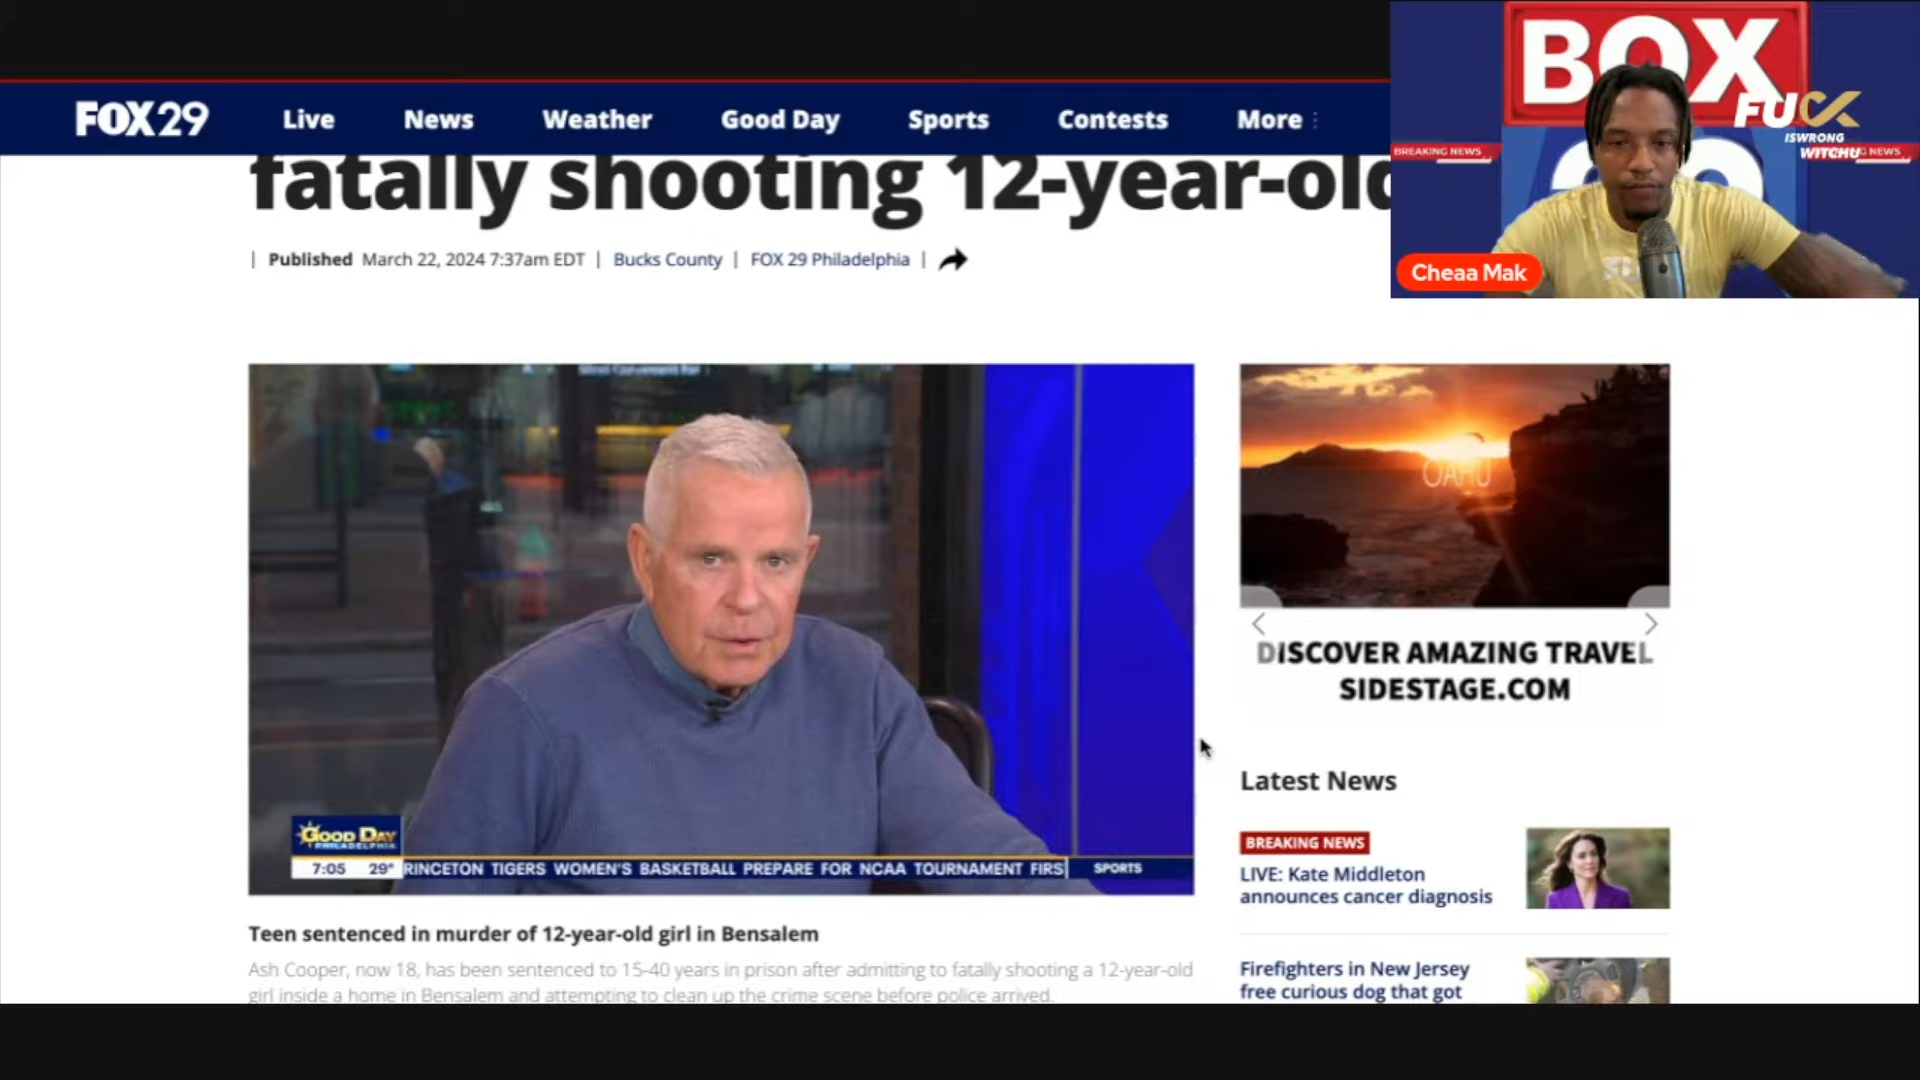 FOX 29
Live
News
Weather
Good Day
Sports
Contests
More
fatally shooting 12-year-old
| Published March 22, 2024 7:37am EDT | Bucks County | FOX 29 Philadelphia |
BOX
FUCK
ISWRONG
WITCHU
BREAKING NEWS
NEWS
Cheaa Mak
OAHU
DISCOVER AMAZING TRAVEL
SIDESTAGE.COM
GOOD DAY
PHILADELPHIA
7:05 29° RINCETON TIGERS WOMEN'S BASKETBALL PREPARE FOR NCAA TOURNAMENT FIRS SPORTS
Latest News
BREAKING NEWS
LIVE: Kate Middleton
announces cancer diagnosis
Firefighters in New Jersey
free curious dog that got
Teen sentenced in murder of 12-year-old girl in Bensalem
Ash Cooper, now 18, has been sentenced to 15-40 years in prison after admitting to fatally shooting a 12-year-old
girl inside a home in Bensalem and attempting to clean up the crime scene before police arrived.